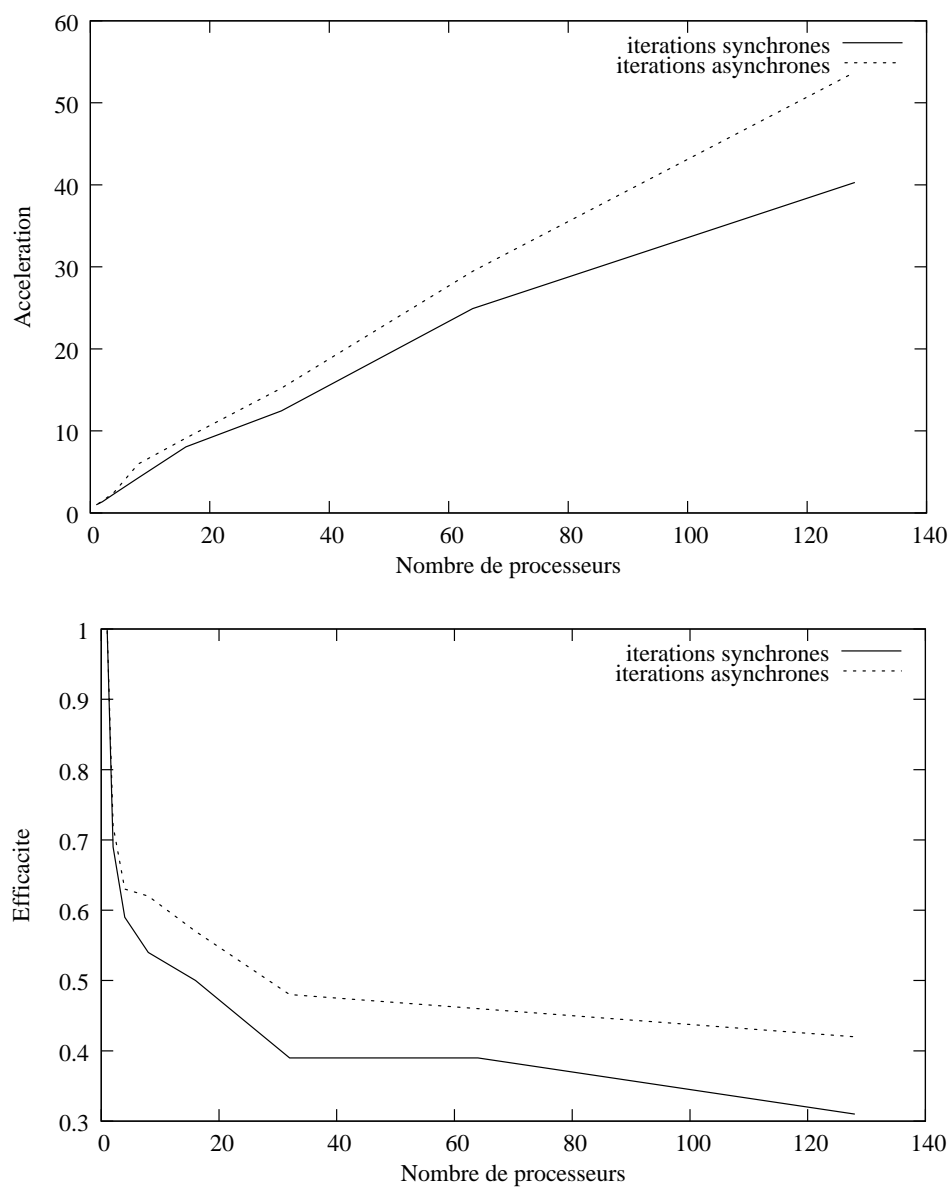 60
50
40
30
20
10
0
Acceleration
iterations synchrones
iterations asynchrones
0 20 40 60 80 100 120 140
Nombre de processeurs
1
0.9
0.8
0.7
0.6
0.5
0.4
0.3
Efficacite
iterations synchrones
iterations asynchrones
0 20 40 60 80 100 120 140
Nombre de processeurs